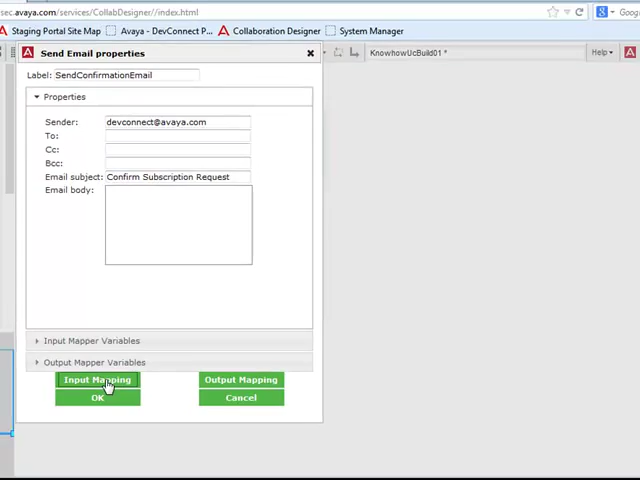 sec.avaya.com/services/CollabDesigner//index.html
Staging Portal Site Map
Avaya - DevConnect P...
Collaboration Designer
System Manager
Send Email properties
KnowhowUcBuild01 *
Help
Label: SendConfirmationEmail
Properties
Sender: devconnect@avaya.com
To:
Cc:
Bcc:
Email subject: Confirm Subscription Request
Email body:
Input Mapper Variables
Output Mapper Variables
Input Mapping
Output Mapping
OK
Cancel